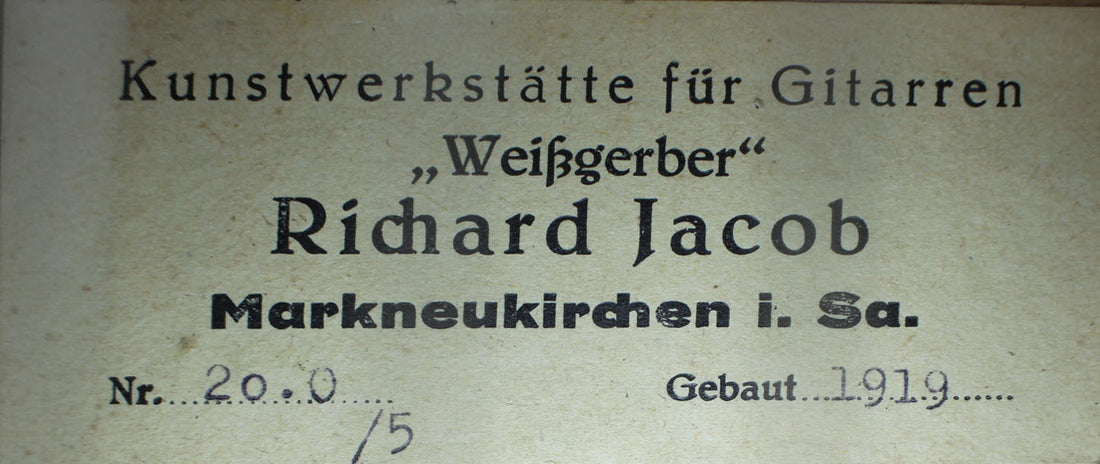 Kunstwerkstätte für Gitarren
„Weißgerber“
Richard Jacob
Markneukirchen i. Sa.
Nr. 20.0 Gebaut 1919
/5